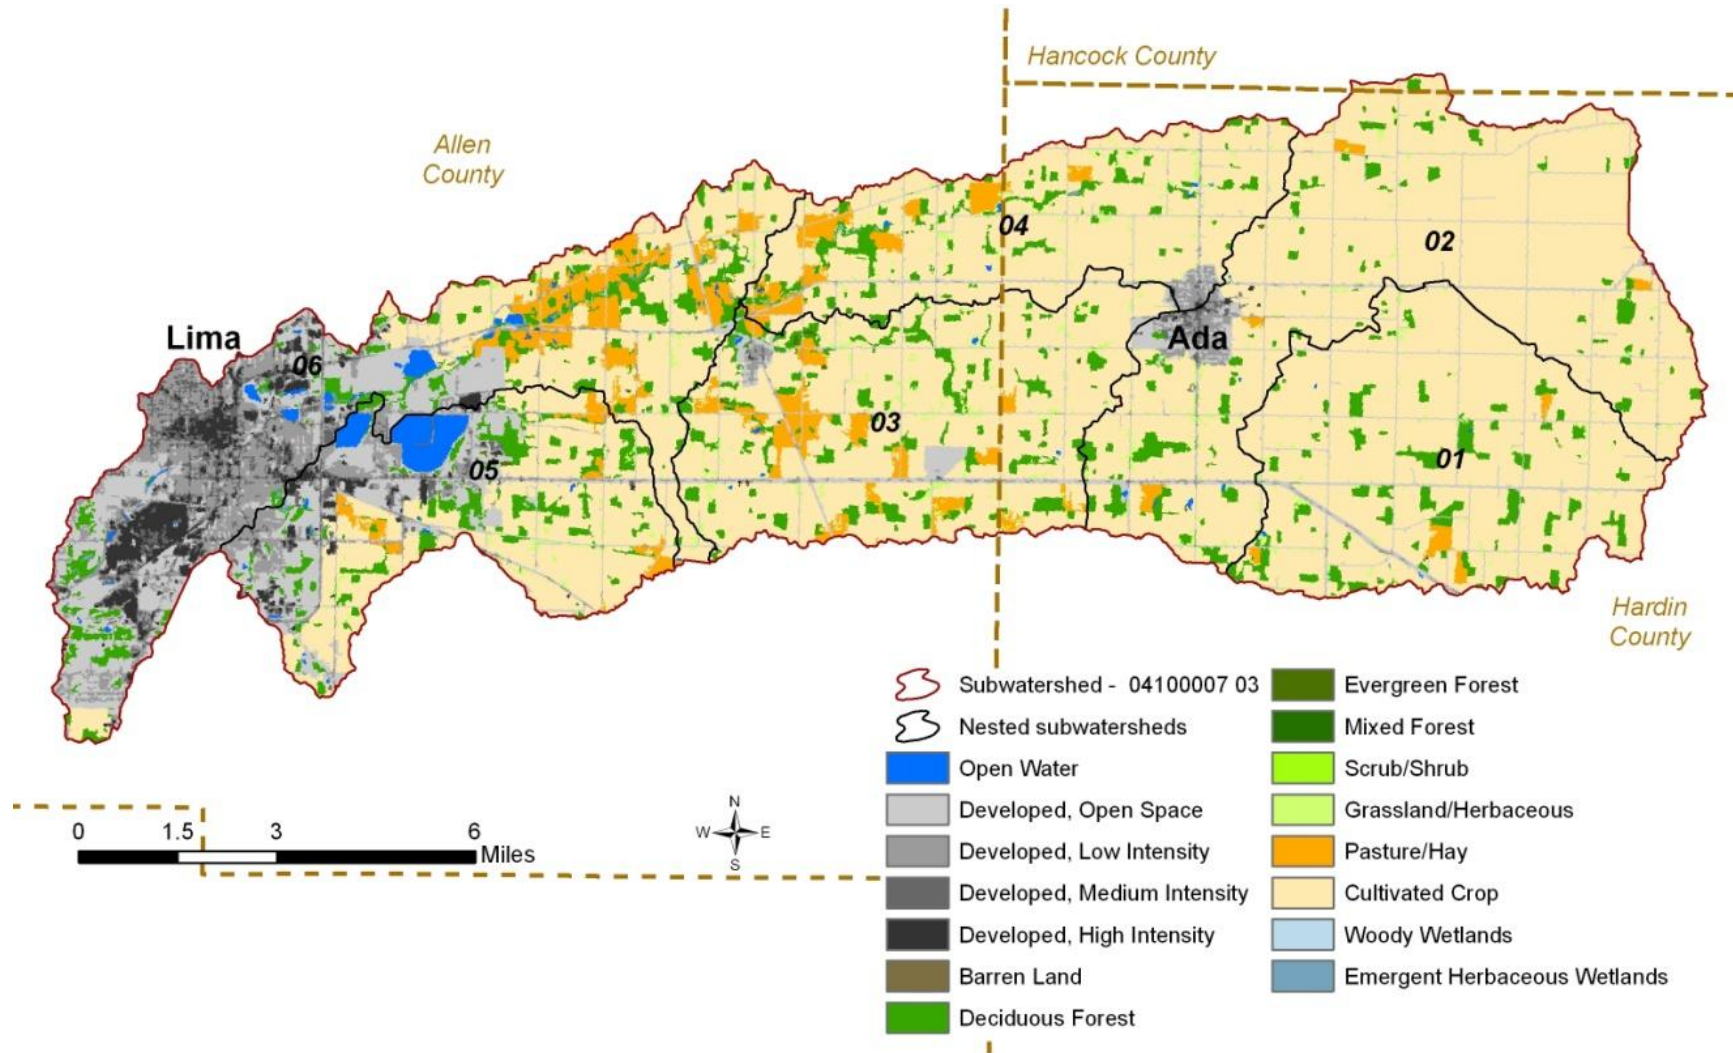 Hancock County
Allen
County
04
02
Lima
06
Ada
03
05
01
Hardin
County
Subwatershed - 04100007 03
Nested subwatersheds
Open Water
Developed, Open Space
Developed, Low Intensity
Developed, Medium Intensity
Developed, High Intensity
Barren Land
Deciduous Forest
Evergreen Forest
Mixed Forest
Scrub/Shrub
Grassland/Herbaceous
Pasture/Hay
Cultivated Crop
Woody Wetlands
Emergent Herbaceous Wetlands
N
W E
S
0 1.5 3 6
Miles